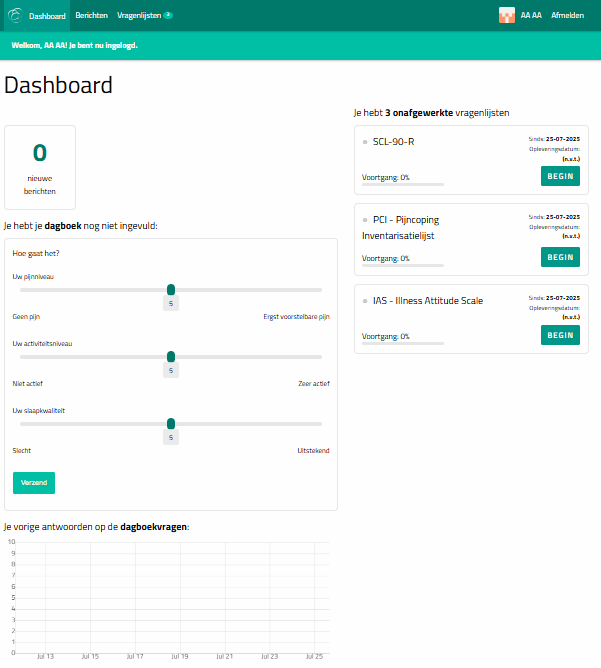 Dashboard Berichten Vragenlijsten 3 AA AA Afmelden
Welkom, AA AA! Je bent nu ingelogd.
Dashboard
0
nieuwe
berichten
Je hebt je dagboek nog niet ingevuld:
Hoe gaat het?
Uw pijnniveau
5
Geen pijn Ergst voorstelbare pijn
Uw activiteitsniveau
5
Niet actief Zeer actief
Uw slaapkwaliteit
5
Slecht Uitstekend
Verzend
Je vorige antwoorden op de dagboekvragen:
10
9
8
7
6
5
4
3
2
1
0
Jul 13 Jul 15 Jul 17 Jul 19 Jul 21 Jul 23 Jul 25
Je hebt 3 onafgewerkte vragenlijsten
SCL-90-R
Sinds: 25-07-2025
Opleveringsdatum:
(n.v.t.)
Voortgang: 0%
BEGIN
PCI - Pijncoping
Inventarisatielijst
Sinds: 25-07-2025
Opleveringsdatum:
(n.v.t.)
Voortgang: 0%
BEGIN
IAS - Illness Attitude Scale
Sinds: 25-07-2025
Opleveringsdatum:
(n.v.t.)
Voortgang: 0%
BEGIN